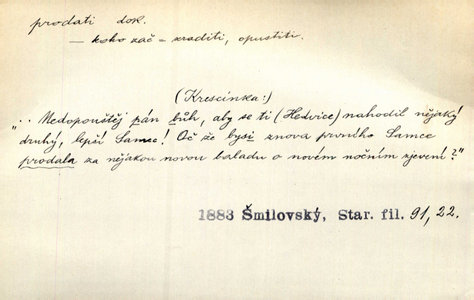 prodati dok.
— koho zač = zraditi, opustiti.
(Krescinka:)
„·· Nedopouštěj pán bůh, aby se ti (Hedvice) nahodil nějaký
druhý, lepší Samec! Oč že bysi znova prvního Samce
prodala za nějakou novou baladu o novém nočním zjevení?"
1883 Šmilovský, Star. fil. 91, 22.